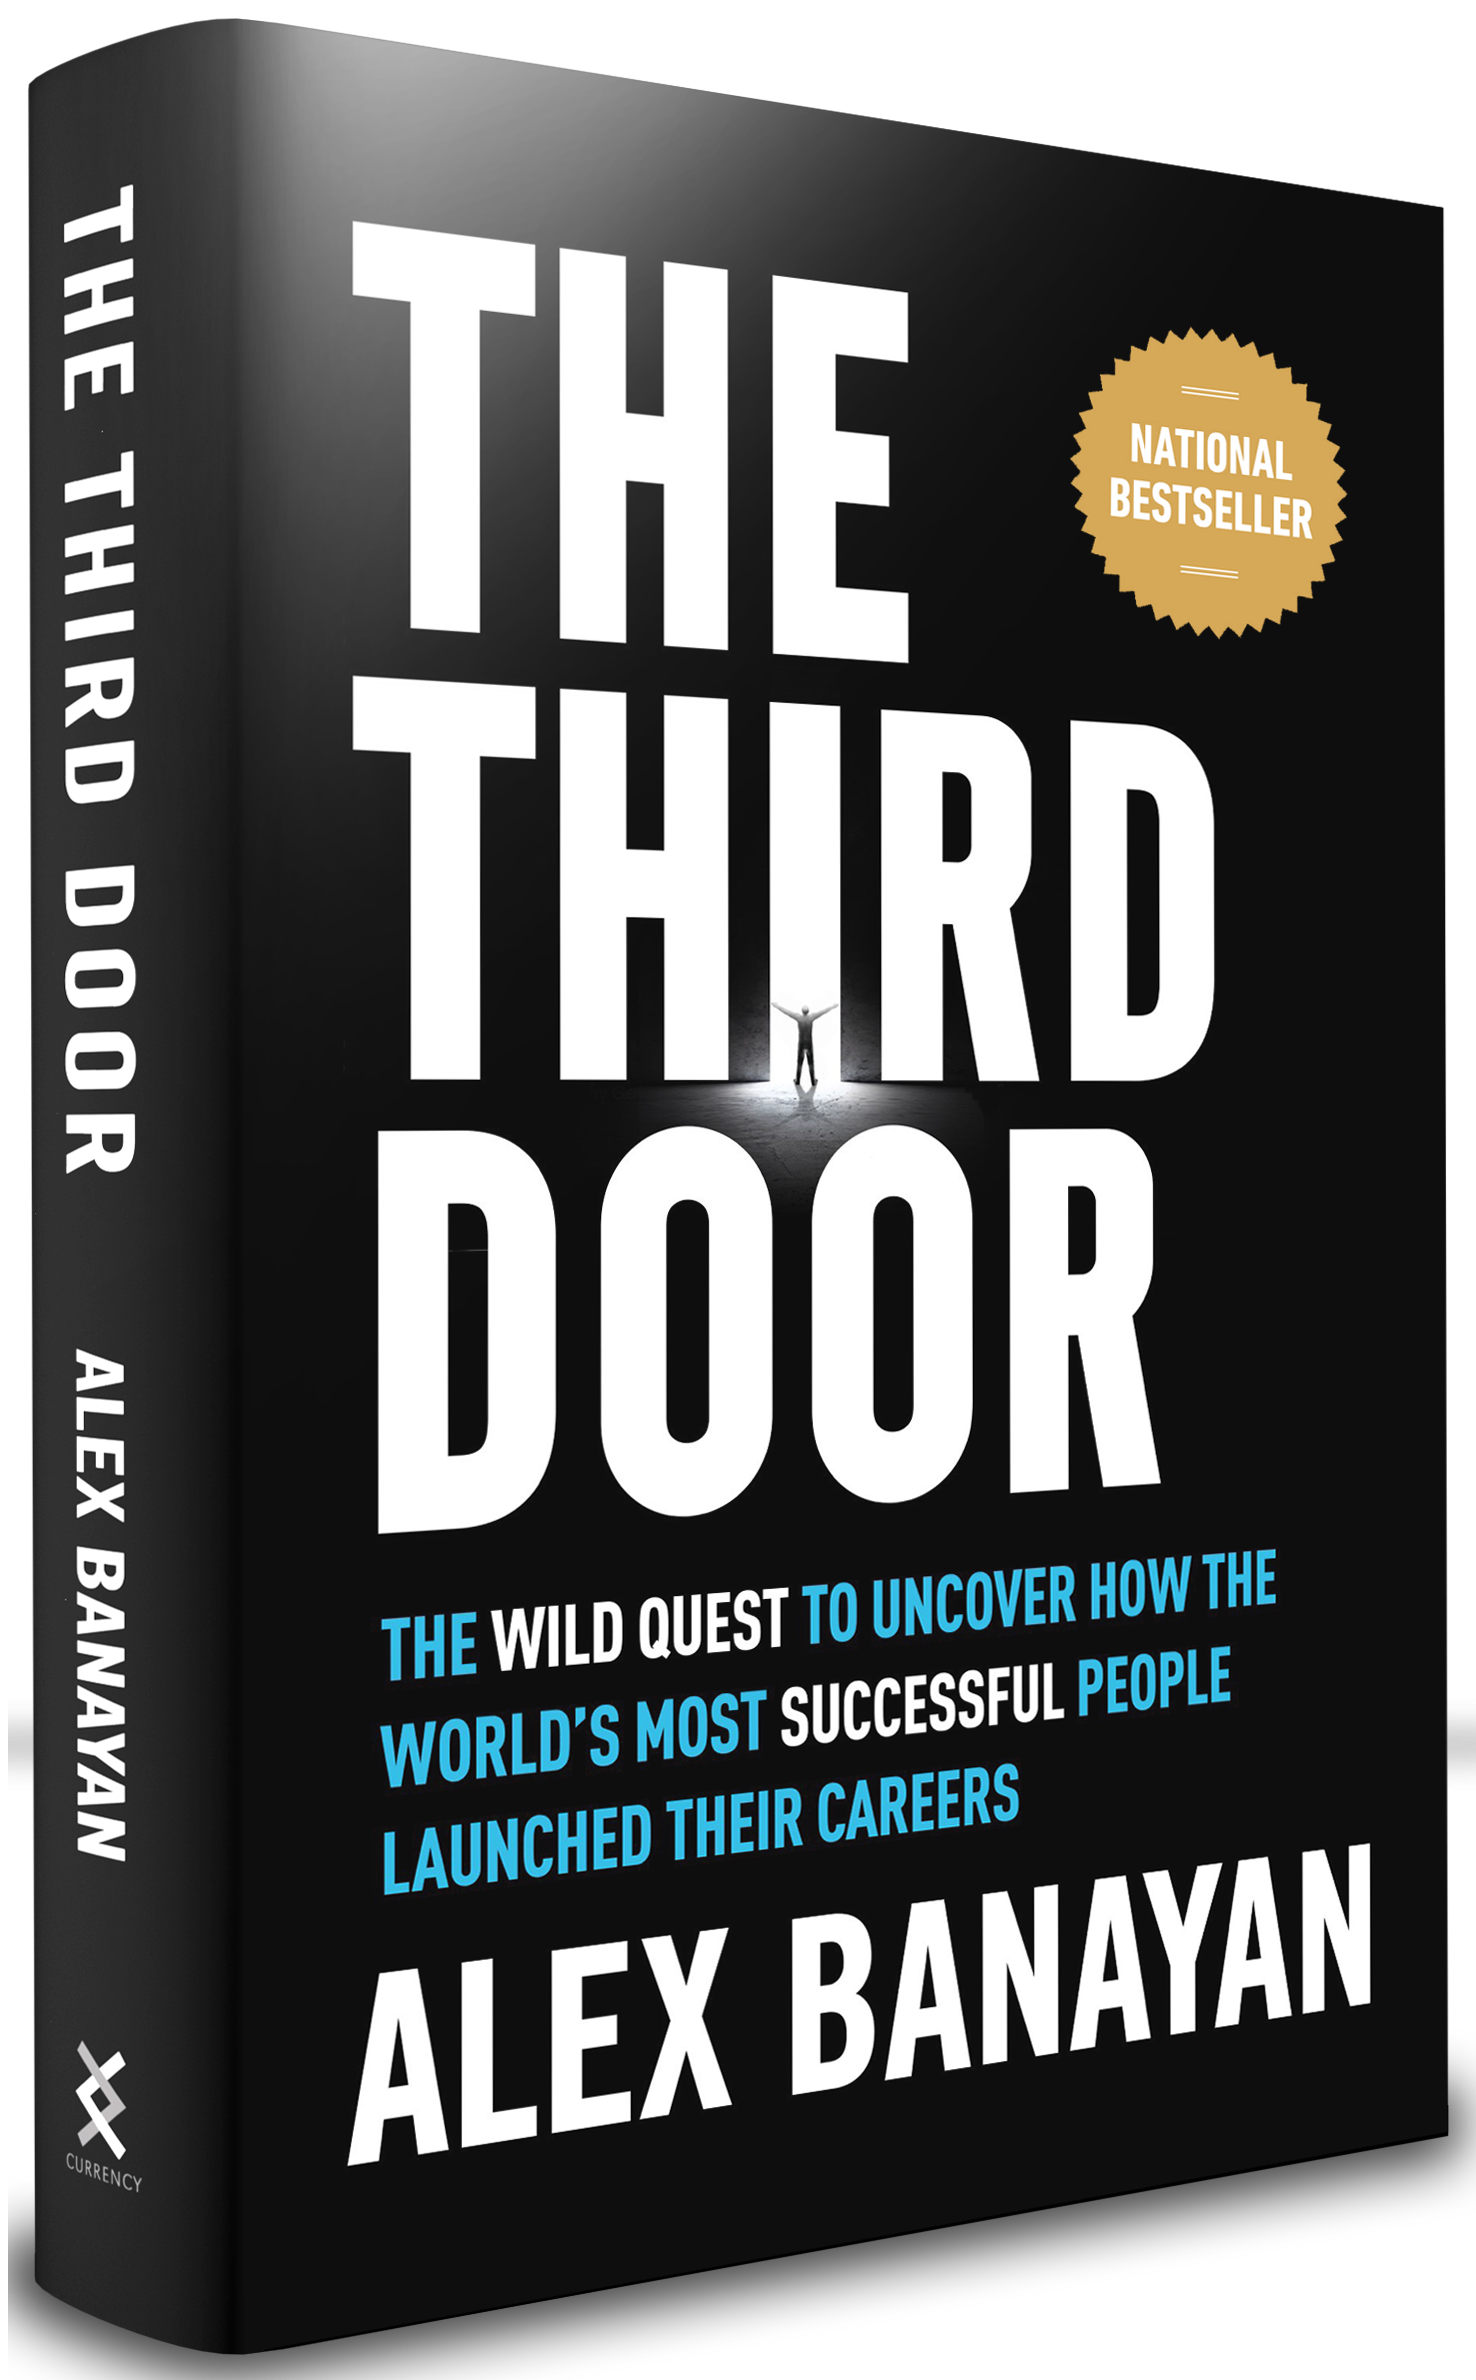 THE THIRD DOOR
ALEX BANAYAN
CURRENCY
THE
THIRD
DOOR
NATIONAL
BESTSELLER
THE WILD QUEST TO UNCOVER HOW THE
WORLD'S MOST SUCCESSFUL PEOPLE
LAUNCHED THEIR CAREERS
ALEX BANAYAN